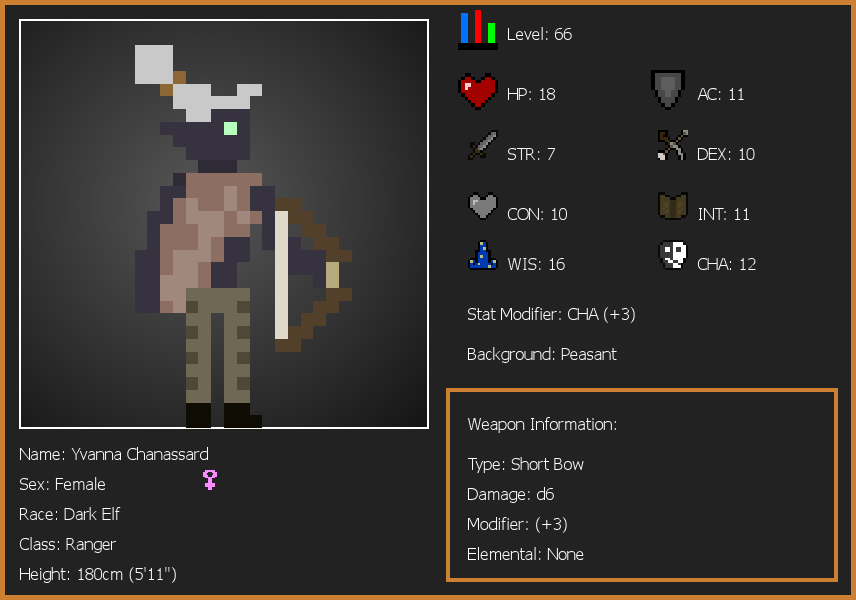 Level: 66
HP: 18
AC: 11
STR: 7
DEX: 10
CON: 10
INT: 11
WIS: 16
CHA: 12
Stat Modifier: CHA (+3)
Background: Peasant
Weapon Information:
Type: Short Bow
Damage: d6
Modifier: (+3)
Elemental: None
Name: Yvanna Chanassard
Sex: Female
Race: Dark Elf
Class: Ranger
Height: 180cm (5'11")